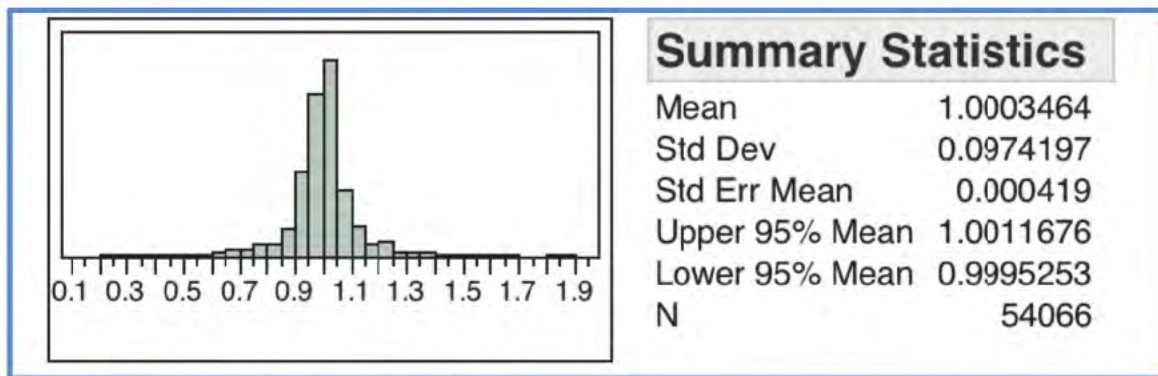 Summary Statistics
Mean 1.0003464
Std Dev 0.0974197
Std Err Mean 0.000419
Upper 95% Mean 1.0011676
Lower 95% Mean 0.9995253
N 54066
0.1 0.3 0.5 0.7 0.9 1.1 1.3 1.5 1.7 1.9